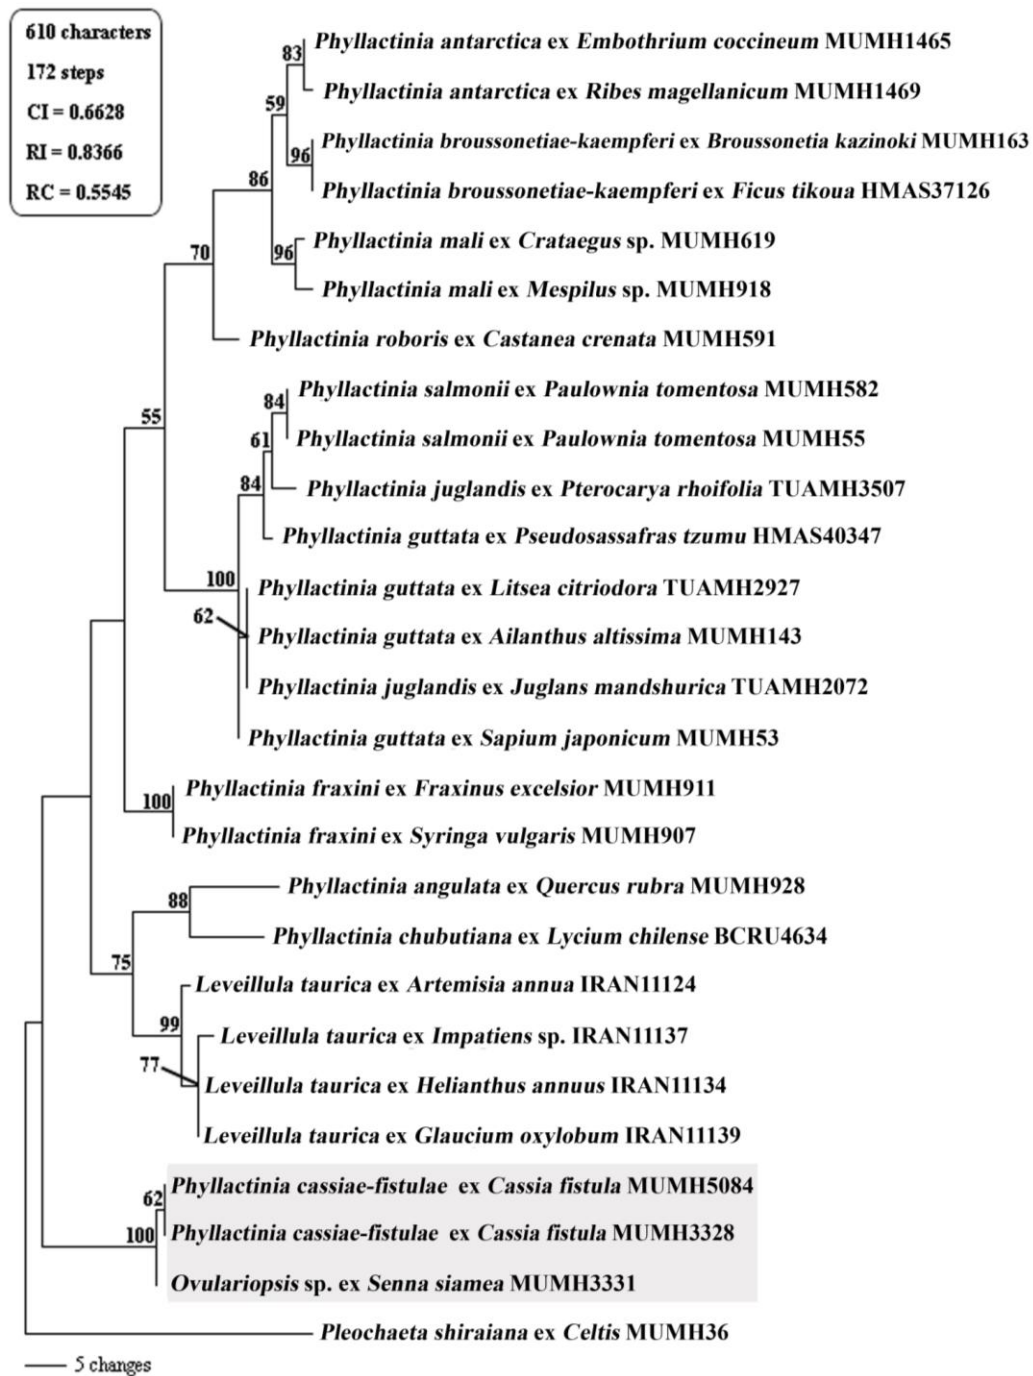 610 characters
172 steps
CI = 0.6628
RI = 0.8366
RC = 0.5545
83
Phyllactinia antarctica ex Embothrium coccineum MUMH1465
Phyllactinia antarctica ex Ribes magellanicum MUMH1469
59
Phyllactinia broussonetiae-kaempferi ex Broussonetia kazinoki MUMH163
96
86
Phyllactinia broussonetiae-kaempferi ex Ficus tikoua HMAS37126
Phyllactinia mali ex Crataegus sp. MUMH619
70
96
Phyllactinia mali ex Mespilus sp. MUMH918
Phyllactinia roboris ex Castanea crenata MUMH591
Phyllactinia salmonii ex Paulownia tomentosa MUMH582
84
55
61
Phyllactinia salmonii ex Paulownia tomentosa MUMH55
84
Phyllactinia juglandis ex Pterocarya rhoifolia TUAMH3507
Phyllactinia guttata ex Pseudosassafras tzumu HMAS40347
100
Phyllactinia guttata ex Litsea citriodora TUAMH2927
62
Phyllactinia guttata ex Ailanthus altissima MUMH143
Phyllactinia juglandis ex Juglans mandshurica TUAMH2072
Phyllactinia guttata ex Sapium japonicum MUMH53
Phyllactinia fraxini ex Fraxinus excelsior MUMH911
100
Phyllactinia fraxini ex Syringa vulgaris MUMH907
Phyllactinia angulata ex Quercus rubra MUMH928
88
Phyllactinia chubutiana ex Lycium chilense BCRU4634
75
Leveillula taurica ex Artemisia annua IRAN11124
99
Leveillula taurica ex Impatiens sp. IRAN11137
77
Leveillula taurica ex Helianthus annuus IRAN11134
Leveillula taurica ex Glaucium oxylobum IRAN11139
Phyllactinia cassiae-fistulae ex Cassia fistula MUMH5084
62
100
Phyllactinia cassiae-fistulae ex Cassia fistula MUMH3328
Ovulariopsis sp. ex Senna siamea MUMH3331
Pleochaeta shiraiana ex Celtis MUMH36
5 changes